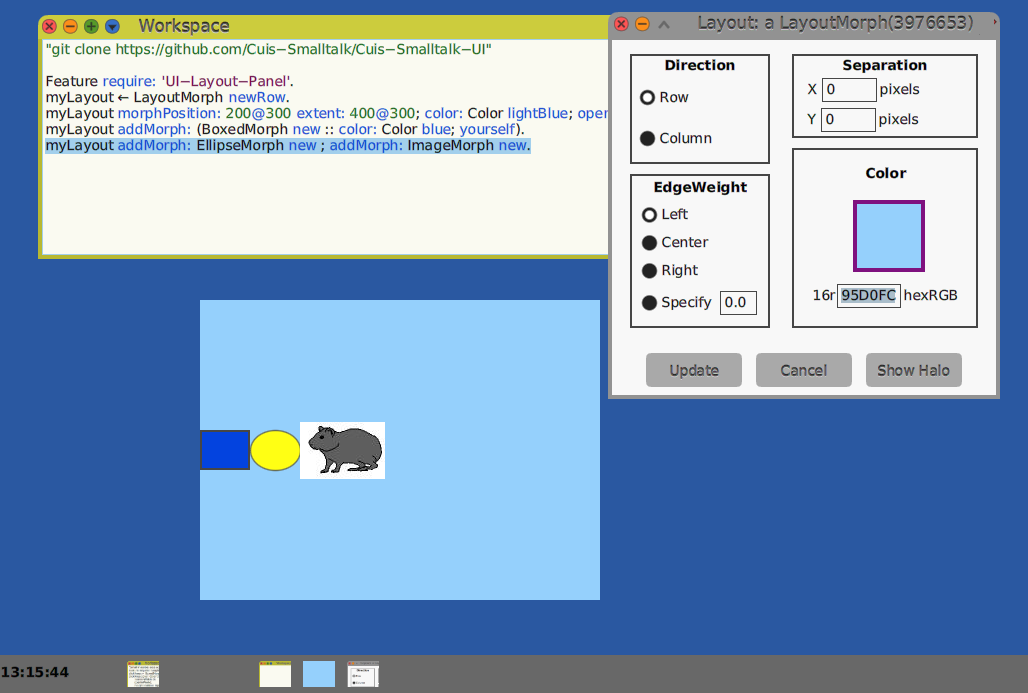 Workspace
"git clone https://github.com/Cuis-Smalltalk/Cuis-Smalltalk-UI"
Feature require: 'UI-Layout-Panel'.
myLayout ← LayoutMorph newRow.
myLayout morphPosition: 200@300 extent: 400@300; color: Color lightBlue; oper
myLayout addMorph: (BoxedMorph new :: color: Color blue; yourself).
myLayout addMorph: EllipseMorph new ; addMorph: ImageMorph new.
Layout: a LayoutMorph(3976653)
Direction
Row
Column
Separation
X 0 pixels
Y 0 pixels
EdgeWeight
Left
Center
Right
Specify 0.0
Color
16r 95D0FC hexRGB
Update Cancel Show Halo
13:15:44